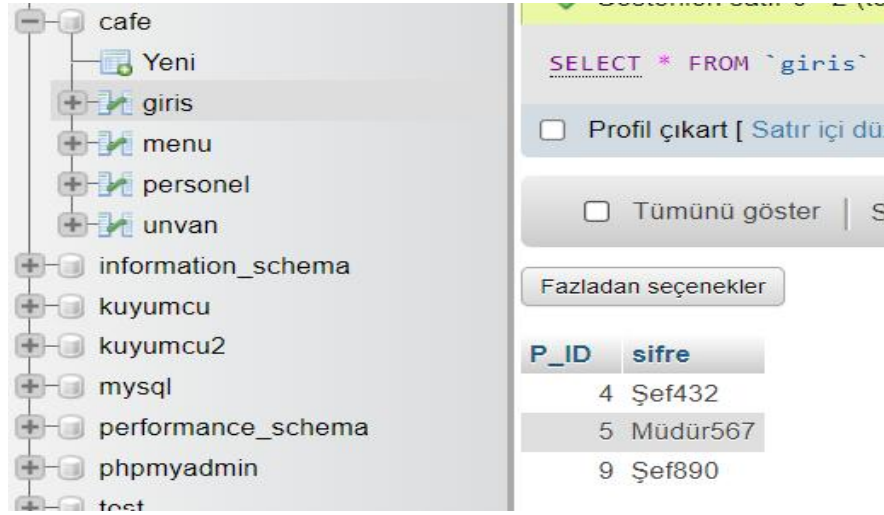 cafe
Yeni
giris
menu
personel
unvan
information_schema
kuyumcu
kuyumcu2
mysql
performance_schema
phpmyadmin
test
SELECT * FROM `giris`
Profil çıkart [ Satır içi
Tümünü göster
Fazladan seçenekler
P_ID sifre
4 Şef432
5 Müdür567
9 Şef890